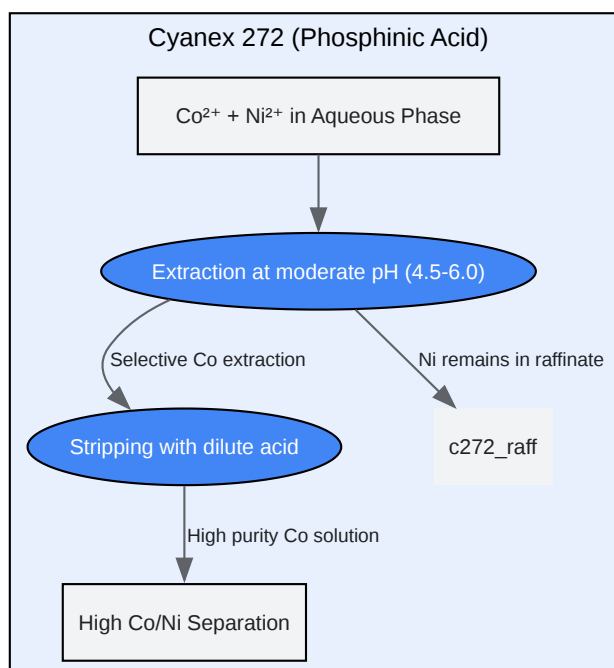 Cyanex 272 (Phosphinic Acid)
Co²⁺ + Ni²⁺ in Aqueous Phase
Extraction at moderate pH (4.5-6.0)
Selective Co extraction
Ni remains in raffinate
Stripping with dilute acid
c272_raff
High purity Co solution
High Co/Ni Separation